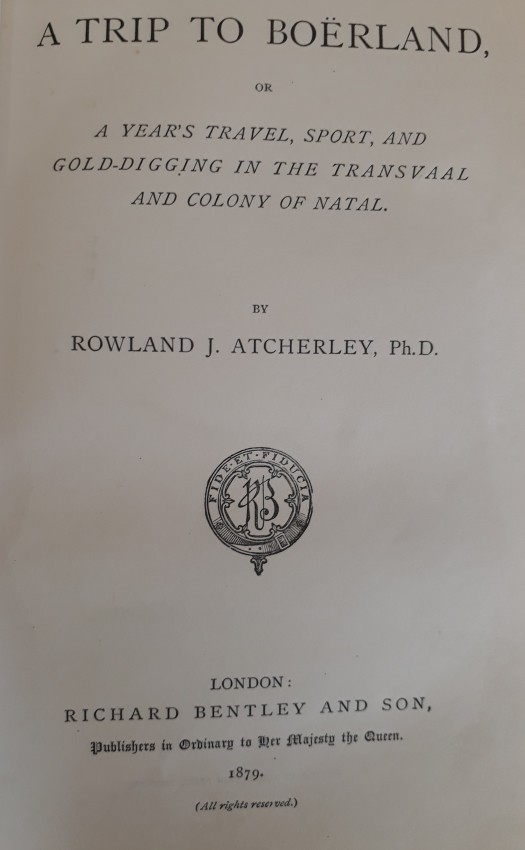 A TRIP TO BOËRLAND,
OR
A YEAR'S TRAVEL, SPORT, AND
GOLD-DIGGING IN THE TRANSVAAL
AND COLONY OF NATAL.
BY
ROWLAND J. ATCHERLEY, Ph.D.
FIDE·ET·FIDUCIA
RB
LONDON:
RICHARD BENTLEY AND SON,
Publishers in Ordinary to Her Majesty the Queen.
1879.
(All rights reserved.)